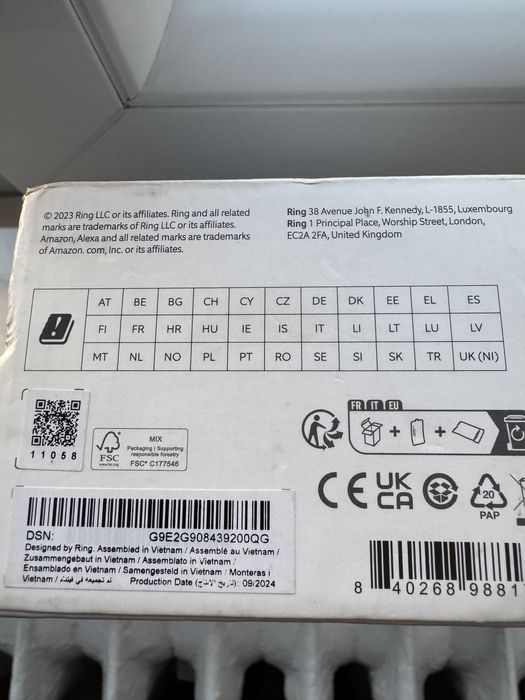 © 2023 Ring LLC or its affiliates. Ring and all related
marks are trademarks of Ring LLC or its affiliates.
Amazon, Alexa and all related marks are trademarks
of Amazon. com, Inc. or its affiliates.
Ring 38 Avenue John F. Kennedy, L-1855, Luxembourg
Ring 1 Principal Place, Worship Street, London,
EC2A 2FA, United Kingdom
AT BE BG CH CY CZ DE DK EE EL ES
FI FR HR HU IE IS IT LI LT LU LV
MT NL NO PL PT RO SE SI SK TR UK (NI)
11058
FSC
www.fsc.org
MIX
Packaging | Supporting
responsible forestry
FSC® C177546
FR IT EU
+ +
CE UK
CA
20
PAP
DSN: G9E2G908439200QG
Designed by Ring. Assembled in Vietnam / Assemblé au Vietnam /
Zusammengebaut in Vietnam / Assemblato in Vietnam /
Ensamblado en Vietnam / Samengesteld in Vietnam / Monteras i
Vietnam / تم تجميعه في فيتنام Production Date (تاريخ الإنتاج): 09/2024
8 40268 9881